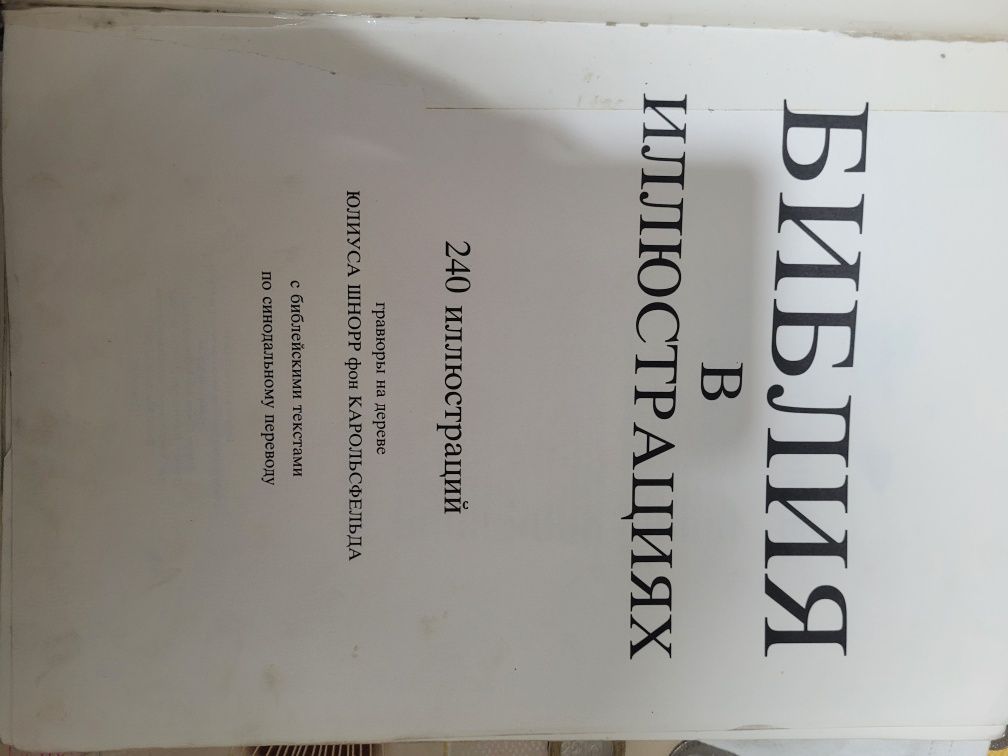 БИБЛИЯ
В
ИЛЛЮСТРАЦИЯХ
240 иллюстраций
гравюры на дереве
ЮЛИУСА ШНОРР фон КАРОЛЬСФЕЛЬДА
с библейскими текстами
по синодальному переводу